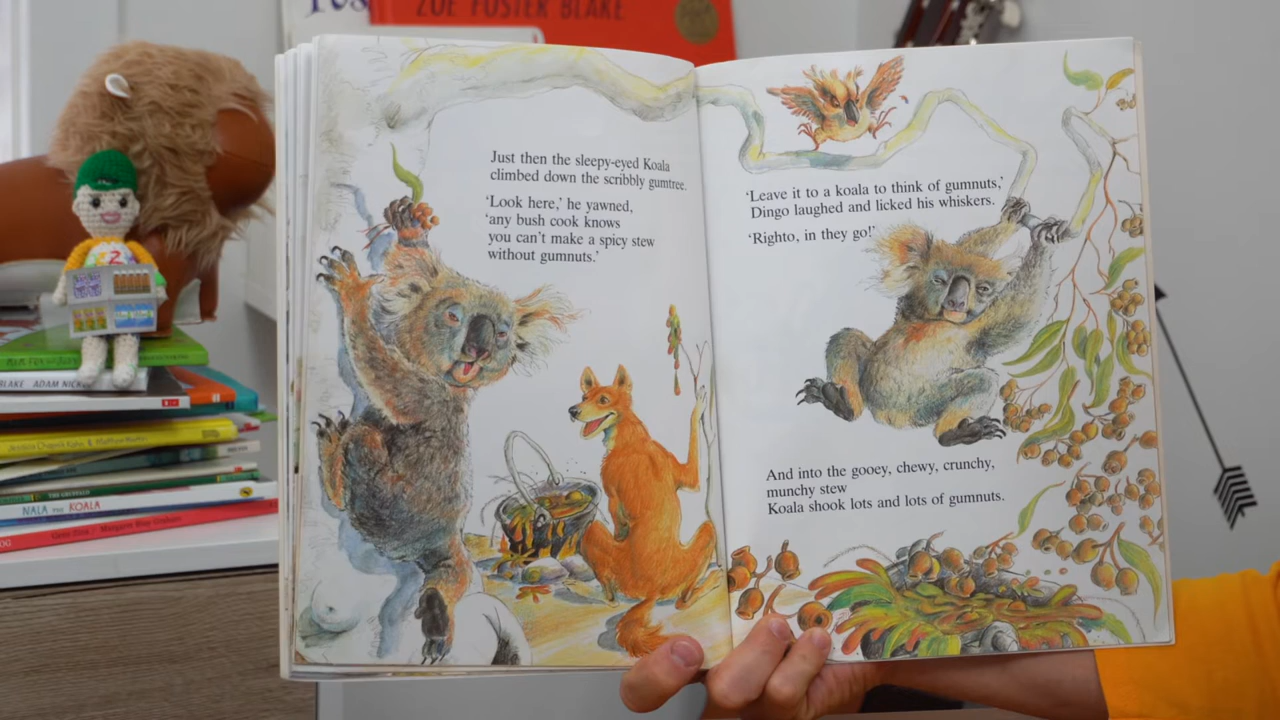 ZOE FOSTER BLAKE
Just then the sleepy-eyed Koala
climbed down the scribbly gumtree.
‘Look here,’ he yawned,
‘any bush cook knows
you can’t make a spicy stew
without gumnuts.’
‘Leave it to a koala to think of gumnuts,’
Dingo laughed and licked his whiskers.
‘Righto, in they go!’
And into the gooey, chewy, crunchy,
munchy stew
Koala shook lots and lots of gumnuts.
BLAKE ADAM
THE GRUFFALO
NALA THE KOALA